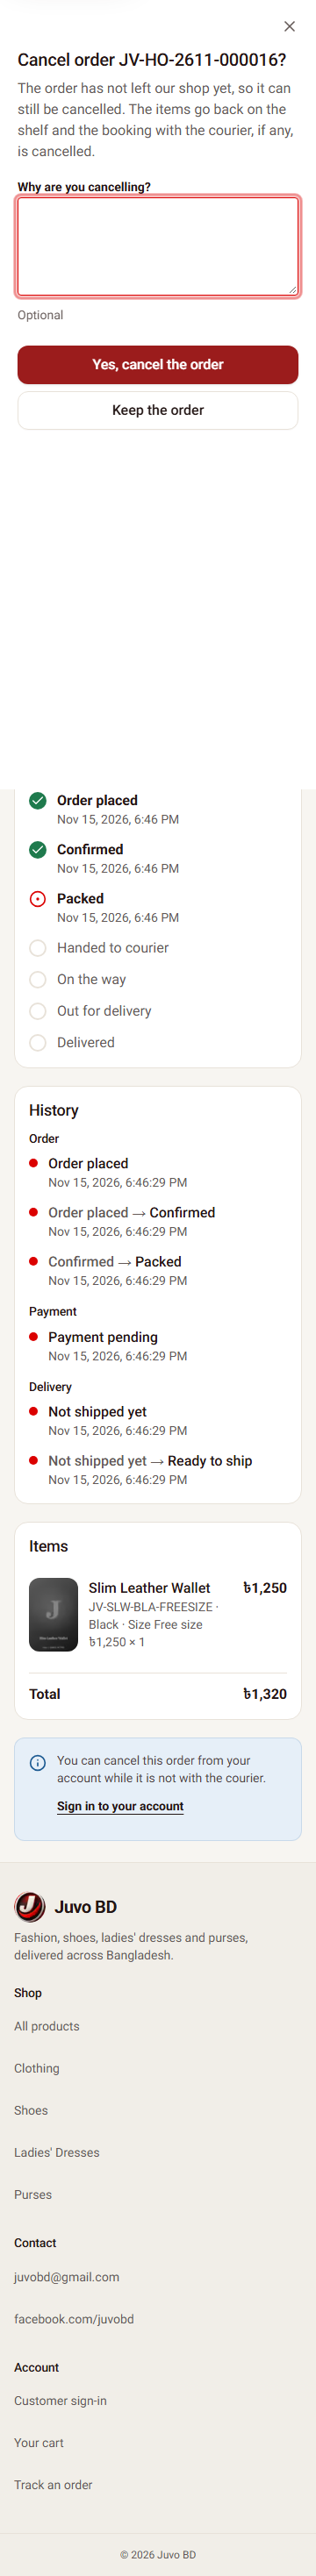 Cancel order JV-HO-2611-000016?
The order has not left our shop yet, so it can
still be cancelled. The items go back on the
shelf and the booking with the courier, if any,
is cancelled.
Why are you cancelling?
Optional
Yes, cancel the order
Keep the order
Order placed
Nov 15, 2026, 6:46 PM
Confirmed
Nov 15, 2026, 6:46 PM
Packed
Nov 15, 2026, 6:46 PM
Handed to courier
On the way
Out for delivery
Delivered
History
Order
Order placed
Nov 15, 2026, 6:46:29 PM
Order placed → Confirmed
Nov 15, 2026, 6:46:29 PM
Confirmed → Packed
Nov 15, 2026, 6:46:29 PM
Payment
Payment pending
Nov 15, 2026, 6:46:29 PM
Delivery
Not shipped yet
Nov 15, 2026, 6:46:29 PM
Not shipped yet → Ready to ship
Nov 15, 2026, 6:46:29 PM
Items
J
Slim Leather Wallet ৳1,250
JV-SLW-BLA-FREESIZE ·
Black · Size Free size
৳1,250 × 1
Total ৳1,320
You can cancel this order from your
account while it is not with the courier.
Sign in to your account
J Juvo BD
Fashion, shoes, ladies' dresses and purses,
delivered across Bangladesh.
Shop
All products
Clothing
Shoes
Ladies' Dresses
Purses
Contact
juvobd@gmail.com
facebook.com/juvobd
Account
Customer sign-in
Your cart
Track an order
© 2026 Juvo BD